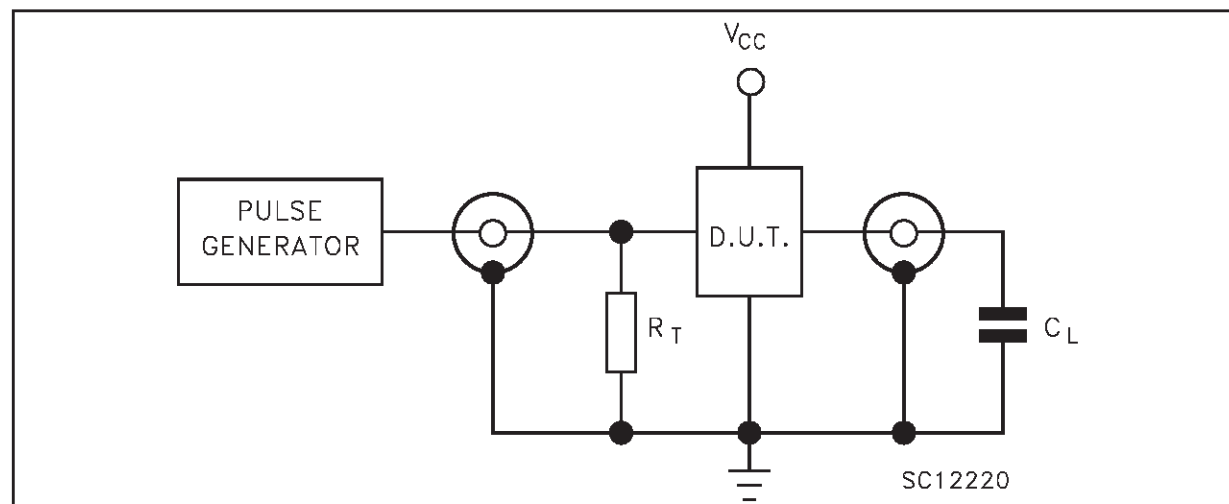 VCC
PULSE
GENERATOR
D.U.T.
RT
CL
SC12220